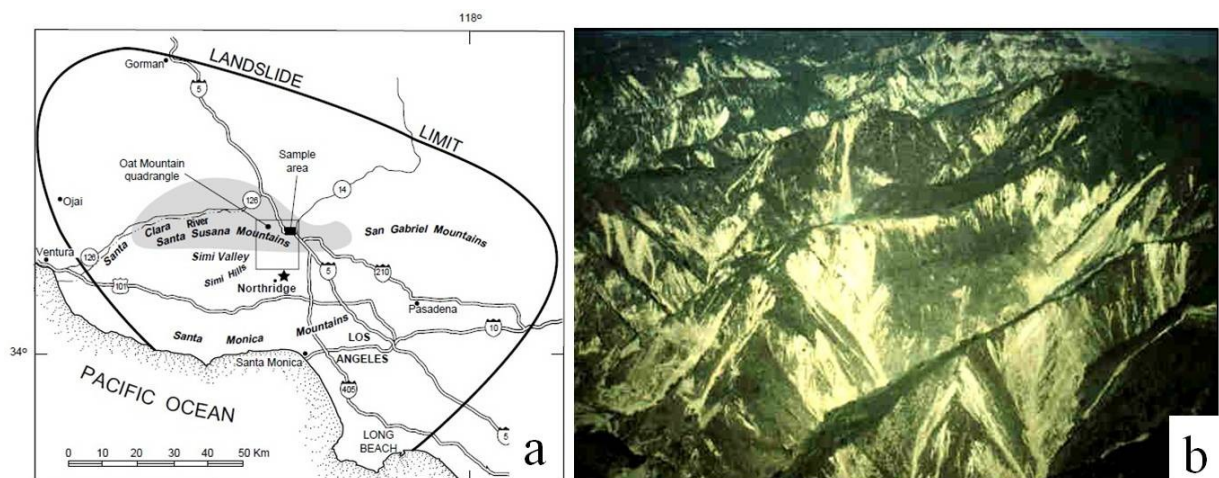 118º
Gorman
LANDSLIDE
LIMIT
5
Oat Mountain
quadrangle
Sample
area
14
Ojai
126
Santa Clara River
Santa Susana Mountains
San Gabriel Mountains
Ventura
126
Simi Valley
Simi Hills
5
210
Northridge
101
Pasadena
Santa Monica Mountains
10
LOS
ANGELES
34º
Santa Monica
PACIFIC OCEAN
405
LONG
BEACH
5
0 10 20 30 40 50 Km
a
b